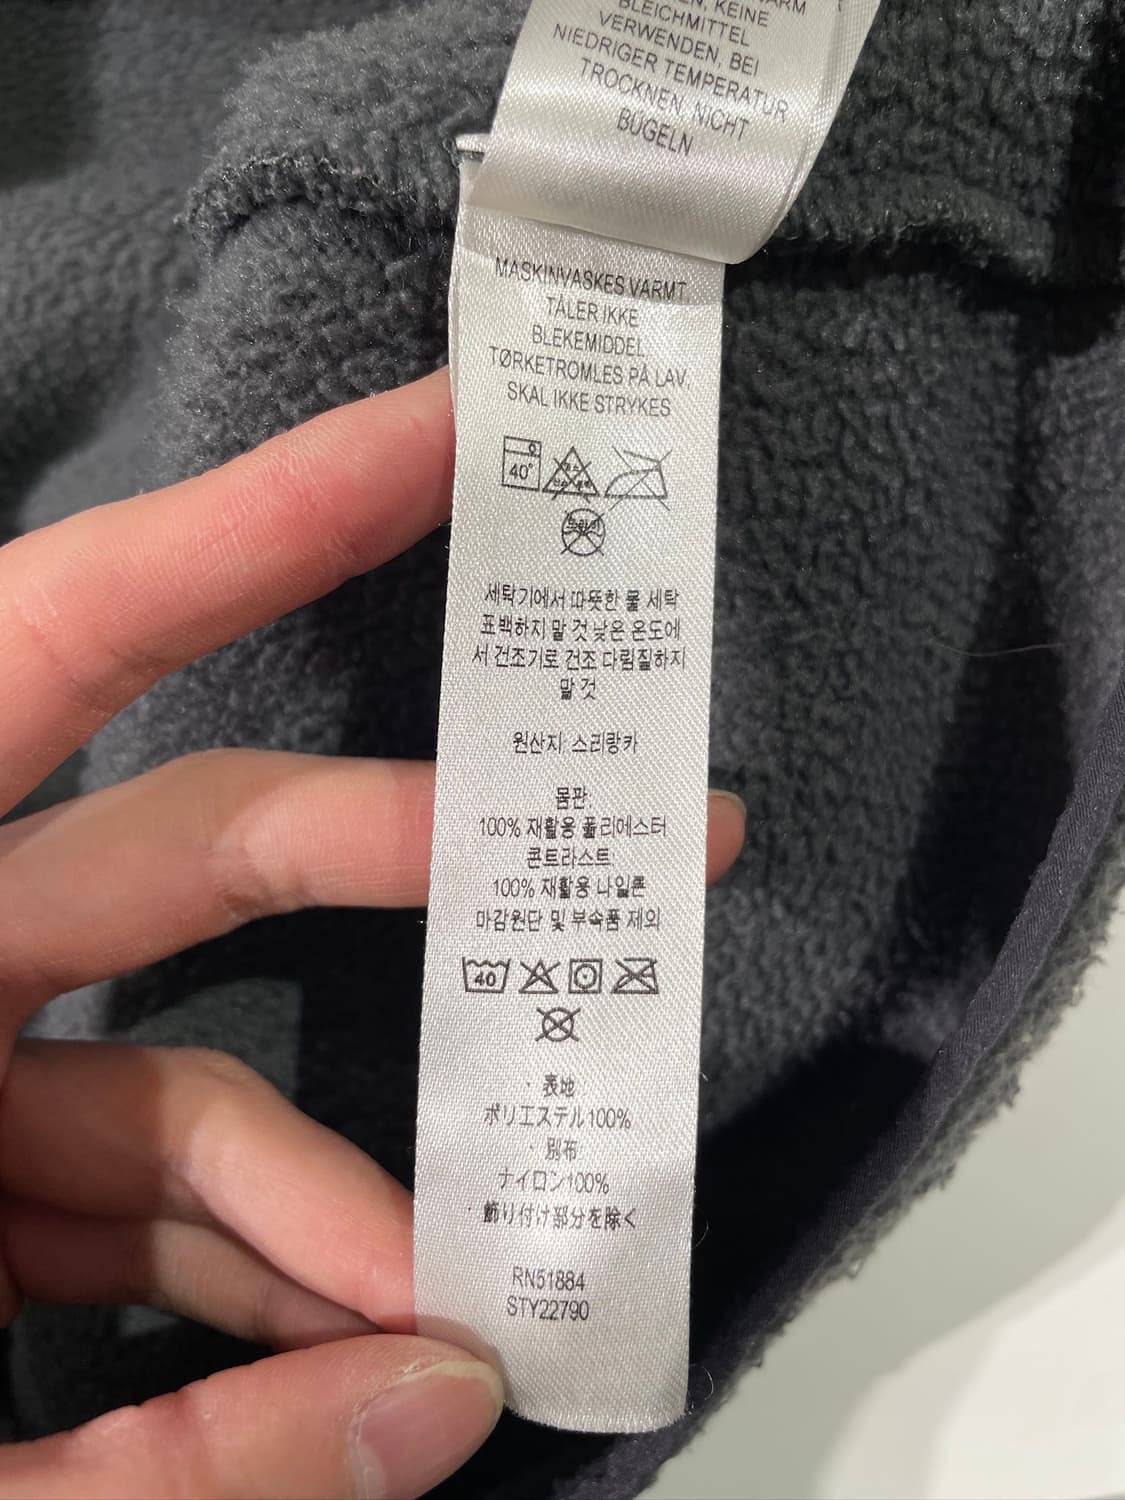 WARM
KEINE
BLEICHMITTEL
VERWENDEN, BEI
NIEDRIGER TEMPERATUR
TROCKNEN, NICHT
BÜGELN
MASKINVASKES VARMT,
TÅLER IKKE
BLEKEMIDDEL,
TØRKETROMLES PÅ LAV,
SKAL IKKE STRYKES
40°
세탁기에서 따뜻한 물 세탁
표백하지 말 것 낮은 온도에
서 건조기로 건조 다림질하지
말 것
원산지: 스리랑카
몸판:
100% 재활용 폴리에스터
콘트라스트:
100% 재활용 나일론
마감원단 및 부속품 제외
40
・表地
ポリエステル100%
・別布
ナイロン100%
・飾り付け部分を除く
RN51884
STY22790